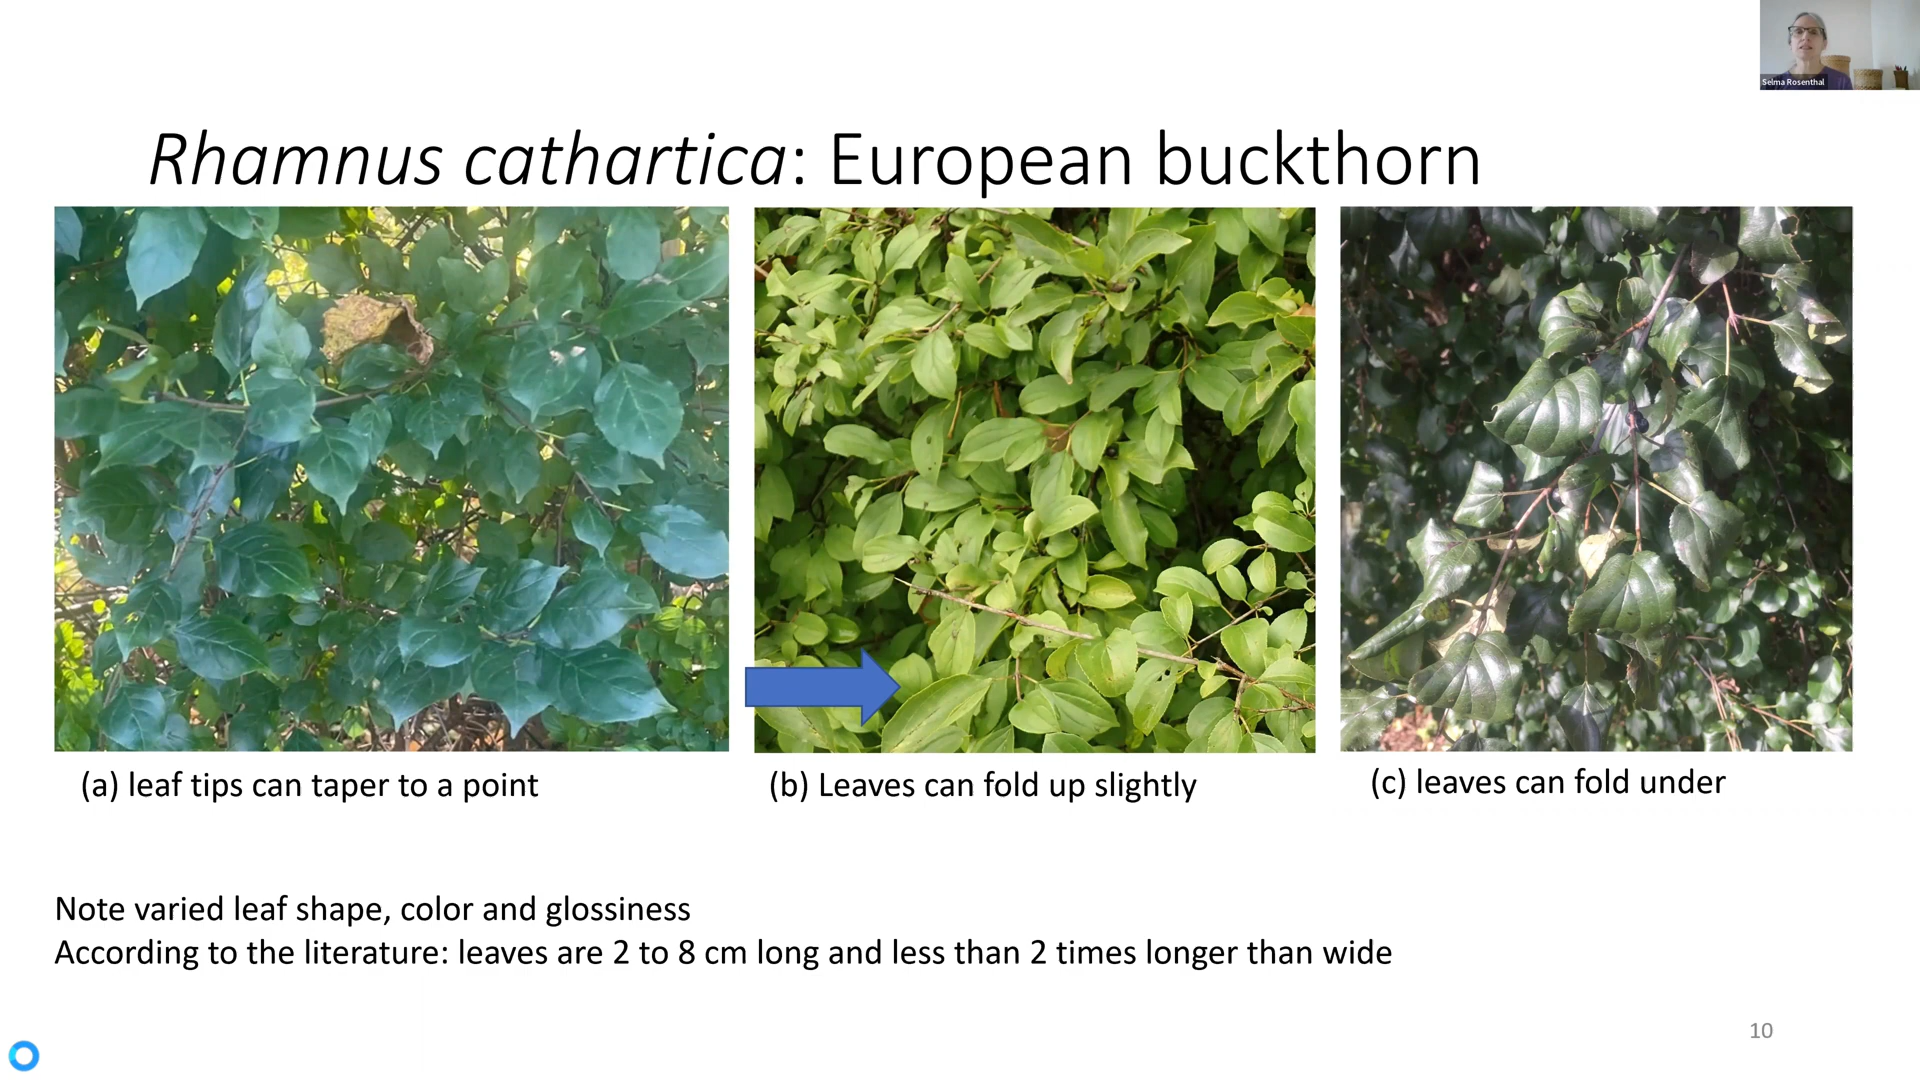 Selma Rosenthal
Rhamnus cathartica: European buckthorn
(a) leaf tips can taper to a point
(b) Leaves can fold up slightly
(c) leaves can fold under
Note varied leaf shape, color and glossiness
According to the literature: leaves are 2 to 8 cm long and less than 2 times longer than wide
10